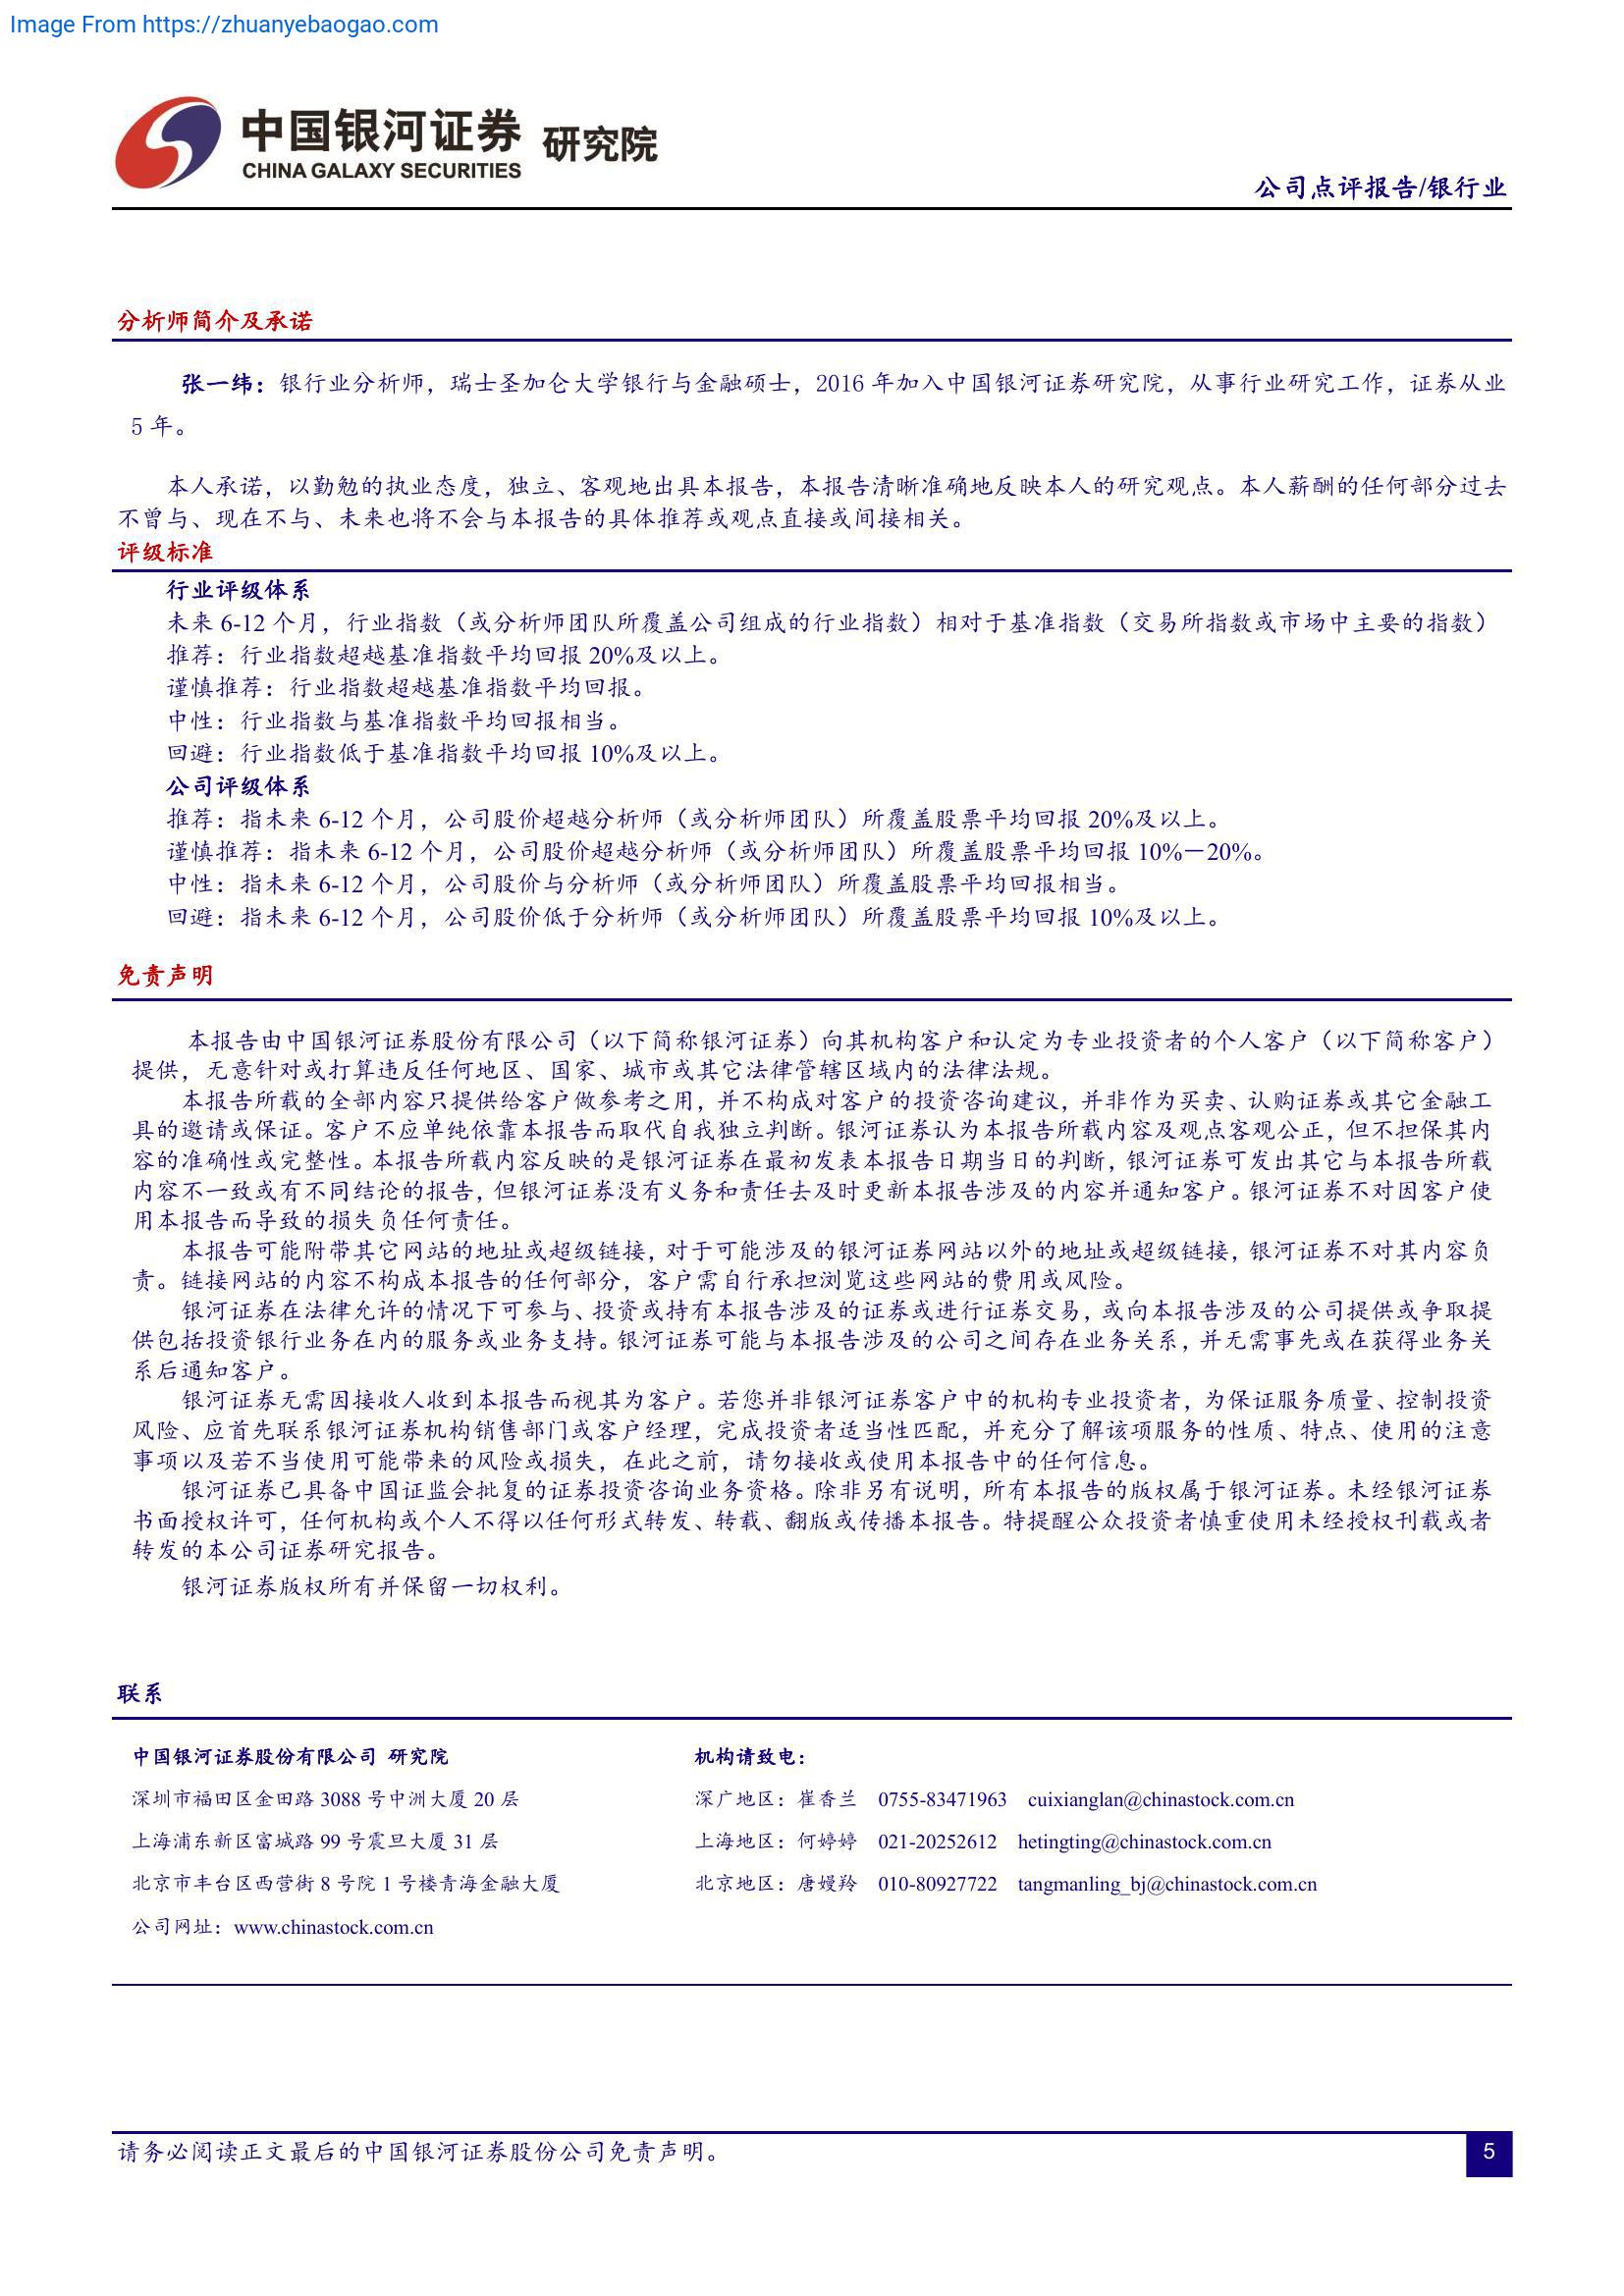 Image From https://zhuanyebaogao.com
中国银河证券 研究院
CHINA GALAXY SECURITIES
公司点评报告/银行业
分析师简介及承诺
张一纬：银行业分析师，瑞士圣加仑大学银行与金融硕士，2016 年加入中国银河证券研究院，从事行业研究工作，证券从业
5 年。
本人承诺，以勤勉的执业态度，独立、客观地出具本报告，本报告清晰准确地反映本人的研究观点。本人薪酬的任何部分过去
不曾与、现在不与、未来也将不会与本报告的具体推荐或观点直接或间接相关。
评级标准
行业评级体系
未来 6-12 个月，行业指数（或分析师团队所覆盖公司组成的行业指数）相对于基准指数（交易所指数或市场中主要的指数）
推荐：行业指数超越基准指数平均回报 20%及以上。
谨慎推荐：行业指数超越基准指数平均回报。
中性：行业指数与基准指数平均回报相当。
回避：行业指数低于基准指数平均回报 10%及以上。
公司评级体系
推荐：指未来 6-12 个月，公司股价超越分析师（或分析师团队）所覆盖股票平均回报 20%及以上。
谨慎推荐：指未来 6-12 个月，公司股价超越分析师（或分析师团队）所覆盖股票平均回报 10%－20%。
中性：指未来 6-12 个月，公司股价与分析师（或分析师团队）所覆盖股票平均回报相当。
回避：指未来 6-12 个月，公司股价低于分析师（或分析师团队）所覆盖股票平均回报 10%及以上。
免责声明
本报告由中国银河证券股份有限公司（以下简称银河证券）向其机构客户和认定为专业投资者的个人客户（以下简称客户）
提供，无意针对或打算违反任何地区、国家、城市或其它法律管辖区域内的法律法规。
本报告所载的全部内容只提供给客户做参考之用，并不构成对客户的投资咨询建议，并非作为买卖、认购证券或其它金融工
具的邀请或保证。客户不应单纯依靠本报告而取代自我独立判断。银河证券认为本报告所载内容及观点客观公正，但不担保其内
容的准确性或完整性。本报告所载内容反映的是银河证券在最初发表本报告日期当日的判断，银河证券可发出其它与本报告所载
内容不一致或有不同结论的报告，但银河证券没有义务和责任去及时更新本报告涉及的内容并通知客户。银河证券不对因客户使
用本报告而导致的损失负任何责任。
本报告可能附带其它网站的地址或超级链接，对于可能涉及的银河证券网站以外的地址或超级链接，银河证券不对其内容负
责。链接网站的内容不构成本报告的任何部分，客户需自行承担浏览这些网站的费用或风险。
银河证券在法律允许的情况下可参与、投资或持有本报告涉及的证券或进行证券交易，或向本报告涉及的公司提供或争取提
供包括投资银行业务在内的服务或业务支持。银河证券可能与本报告涉及的公司之间存在业务关系，并无需事先或在获得业务关
系后通知客户。
银河证券无需因接收人收到本报告而视其为客户。若您并非银河证券客户中的机构专业投资者，为保证服务质量、控制投资
风险、应首先联系银河证券机构销售部门或客户经理，完成投资者适当性匹配，并充分了解该项服务的性质、特点、使用的注意
事项以及若不当使用可能带来的风险或损失，在此之前，请勿接收或使用本报告中的任何信息。
银河证券已具备中国证监会批复的证券投资咨询业务资格。除非另有说明，所有本报告的版权属于银河证券。未经银河证券
书面授权许可，任何机构或个人不得以任何形式转发、转载、翻版或传播本报告。特提醒公众投资者慎重使用未经授权刊载或者
转发的本公司证券研究报告。
银河证券版权所有并保留一切权利。
联系
中国银河证券股份有限公司 研究院 机构请致电：
深圳市福田区金田路 3088 号中洲大厦 20 层 深广地区：崔香兰 0755-83471963 cuixianglan@chinastock.com.cn
上海浦东新区富城路 99 号震旦大厦 31 层 上海地区：何婷婷 021-20252612 hetingting@chinastock.com.cn
北京市丰台区西营街 8 号院 1 号楼青海金融大厦 北京地区：唐嫚羚 010-80927722 tangmanling_bj@chinastock.com.cn
公司网址：www.chinastock.com.cn
请务必阅读正文最后的中国银河证券股份公司免责声明。
5